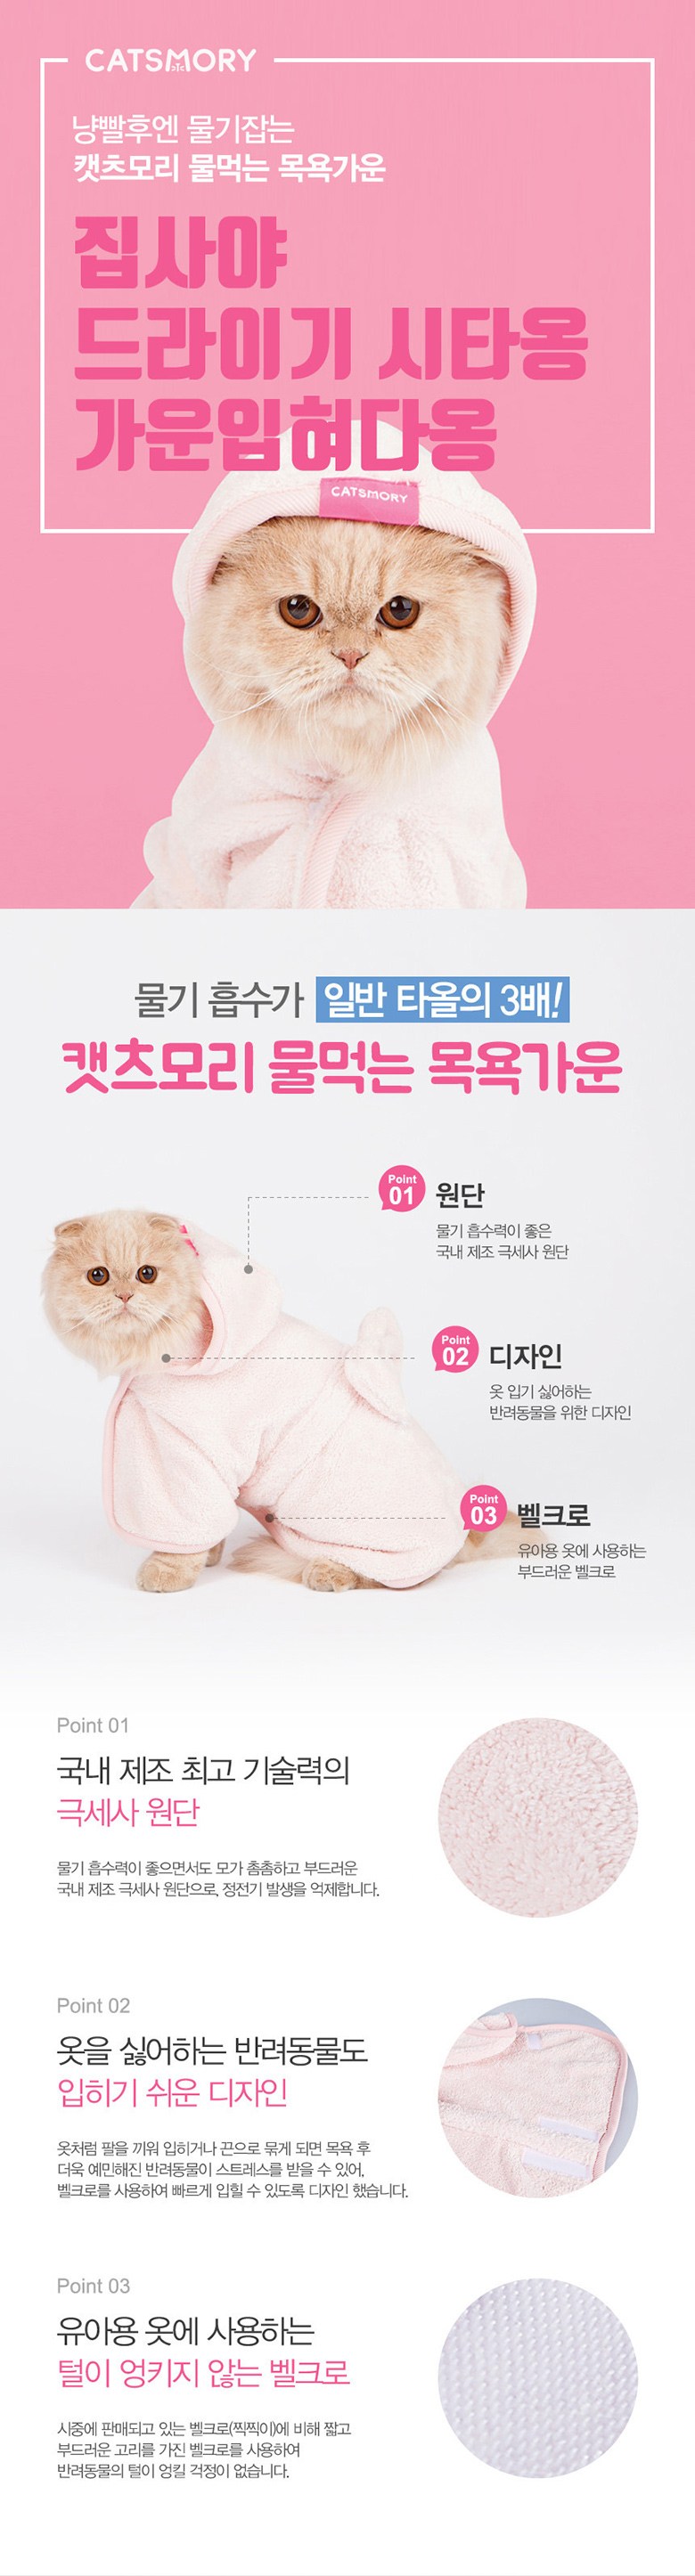 CATSMORY
냥빨후엔 물기잡는
캣츠모리 물먹는 목욕가운
집사야
드라이기 시타옹
가운입혀다옹
CATSMORY
물기 흡수가 일반 타올의 3배!
캣츠모리 물먹는 목욕가운
Point
01 원단
물기 흡수력이 좋은
국내 제조 극세사 원단
Point
02 디자인
옷 입기 싫어하는
반려동물을 위한 디자인
Point
03 벨크로
유아용 옷에 사용하는
부드러운 벨크로
Point 01
국내 제조 최고 기술력의
극세사 원단
물기 흡수력이 좋으면서도 모가 촘촘하고 부드러운
국내 제조 극세사 원단으로, 정전기 발생을 억제합니다.
Point 02
옷을 싫어하는 반려동물도
입히기 쉬운 디자인
옷처럼 팔을 끼워 입히거나 끈으로 묶게 되면 목욕 후
더욱 예민해진 반려동물이 스트레스를 받을 수 있어,
벨크로를 사용하여 빠르게 입힐 수 있도록 디자인 했습니다.
Point 03
유아용 옷에 사용하는
털이 엉키지 않는 벨크로
시중에 판매되고 있는 벨크로(찍찍이)에 비해 짧고
부드러운 고리를 가진 벨크로를 사용하여
반려동물의 털이 엉킬 걱정이 없습니다.